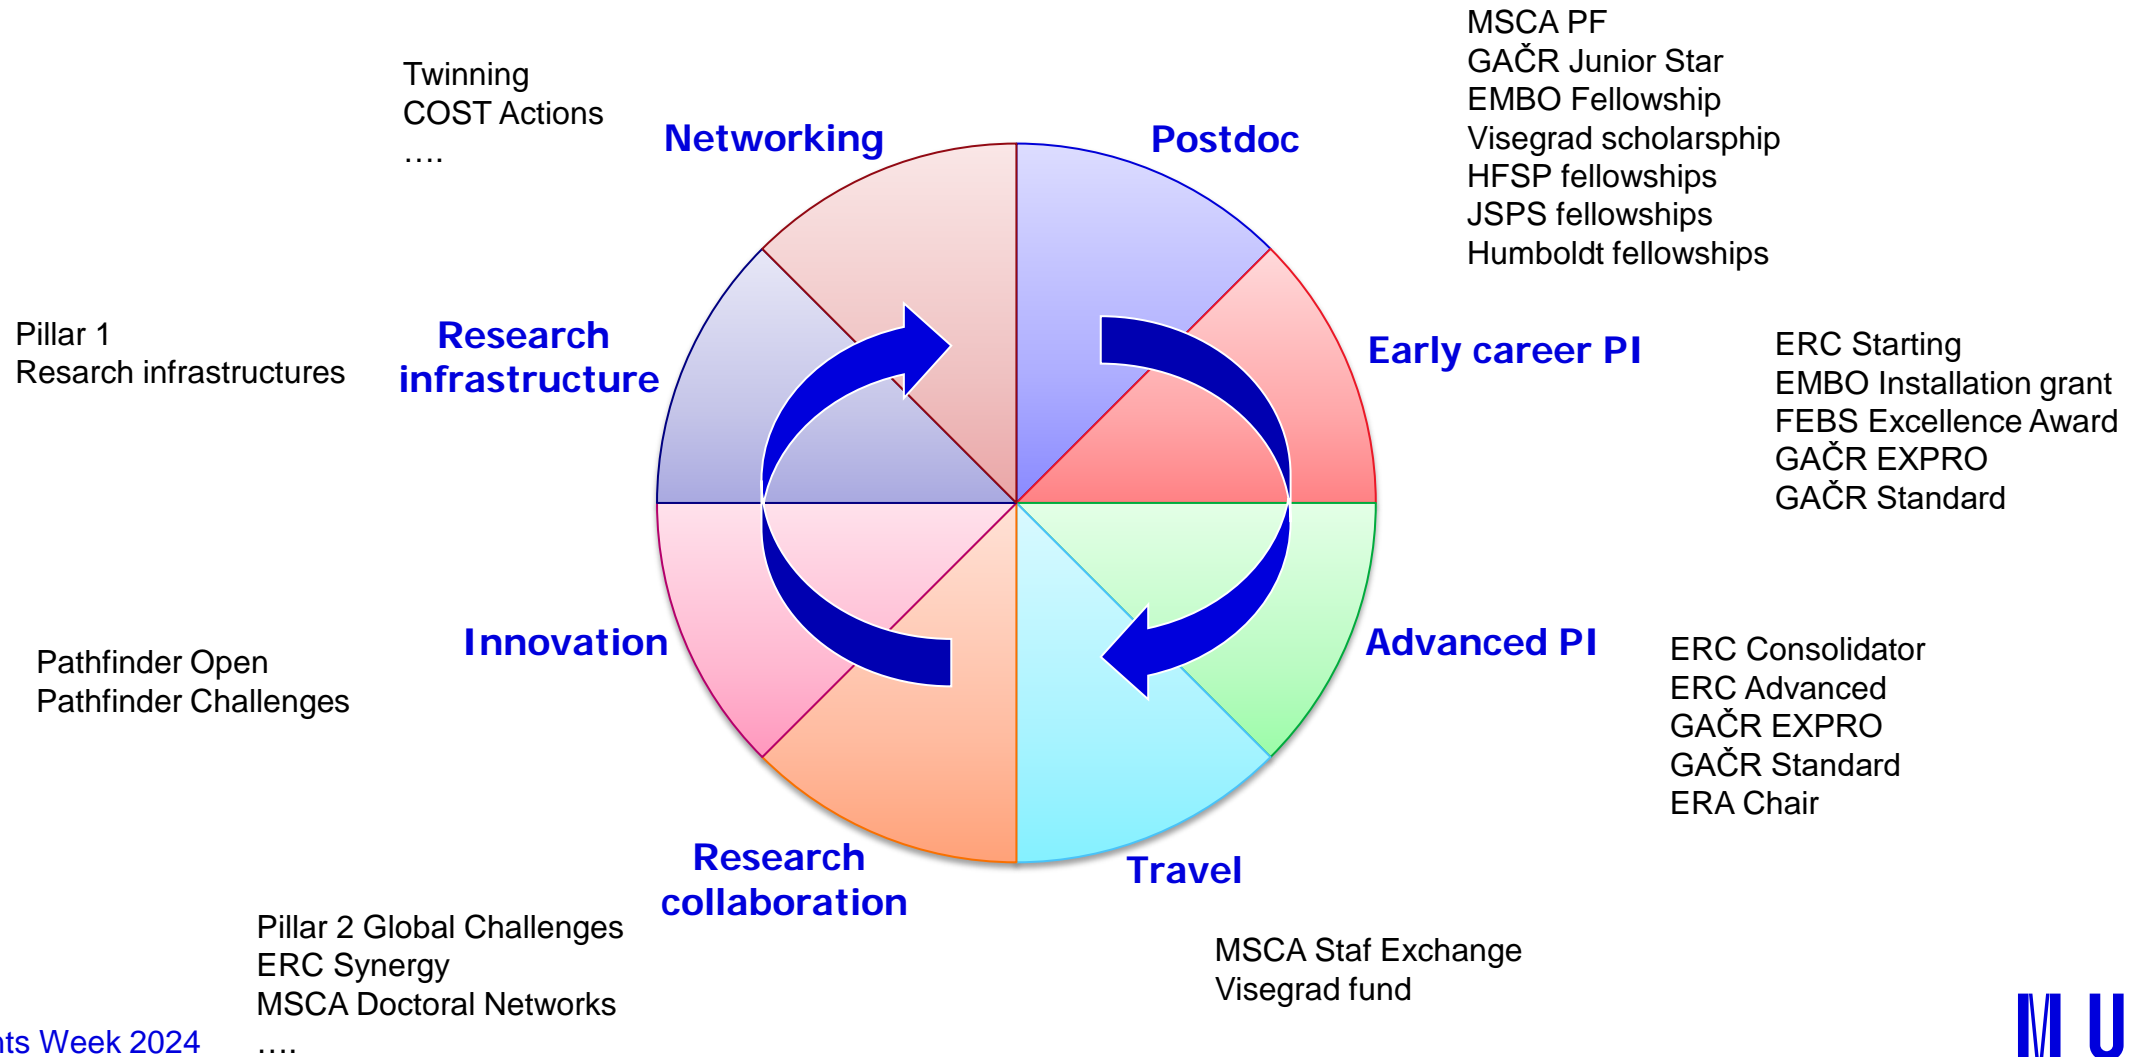 MSCA PF
GAČR Junior Star
EMBO Fellowship
Visegrad scholarsphip
HFSP fellowships
JSPS fellowships
Humboldt fellowships
Twinning
COST Actions
....
Networking
Postdoc
Pillar 1
Resarch infrastructures
Research
infrastructure
Early career PI
ERC Starting
EMBO Installation grant
FEBS Excellence Award
GAČR EXPRO
GAČR Standard
Pathfinder Open
Pathfinder Challenges
Innovation
Advanced PI
ERC Consolidator
ERC Advanced
GAČR EXPRO
GAČR Standard
ERA Chair
Research
collaboration
Travel
Pillar 2 Global Challenges
ERC Synergy
MSCA Doctoral Networks
....
MSCA Staf Exchange
Visegrad fund
Week 2024
MU